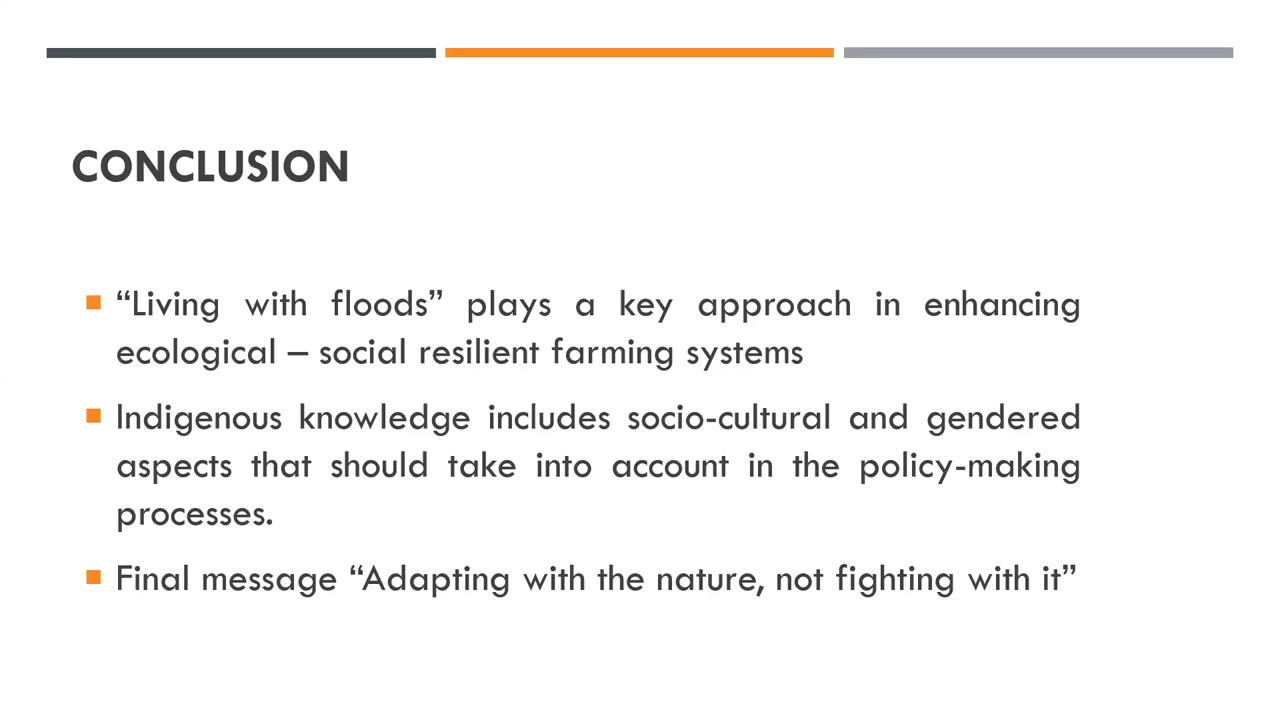 CONCLUSION
“Living with floods” plays a key approach in enhancing
ecological – social resilient farming systems
Indigenous knowledge includes socio-cultural and gendered
aspects that should take into account in the policy-making
processes.
Final message “Adapting with the nature, not fighting with it”